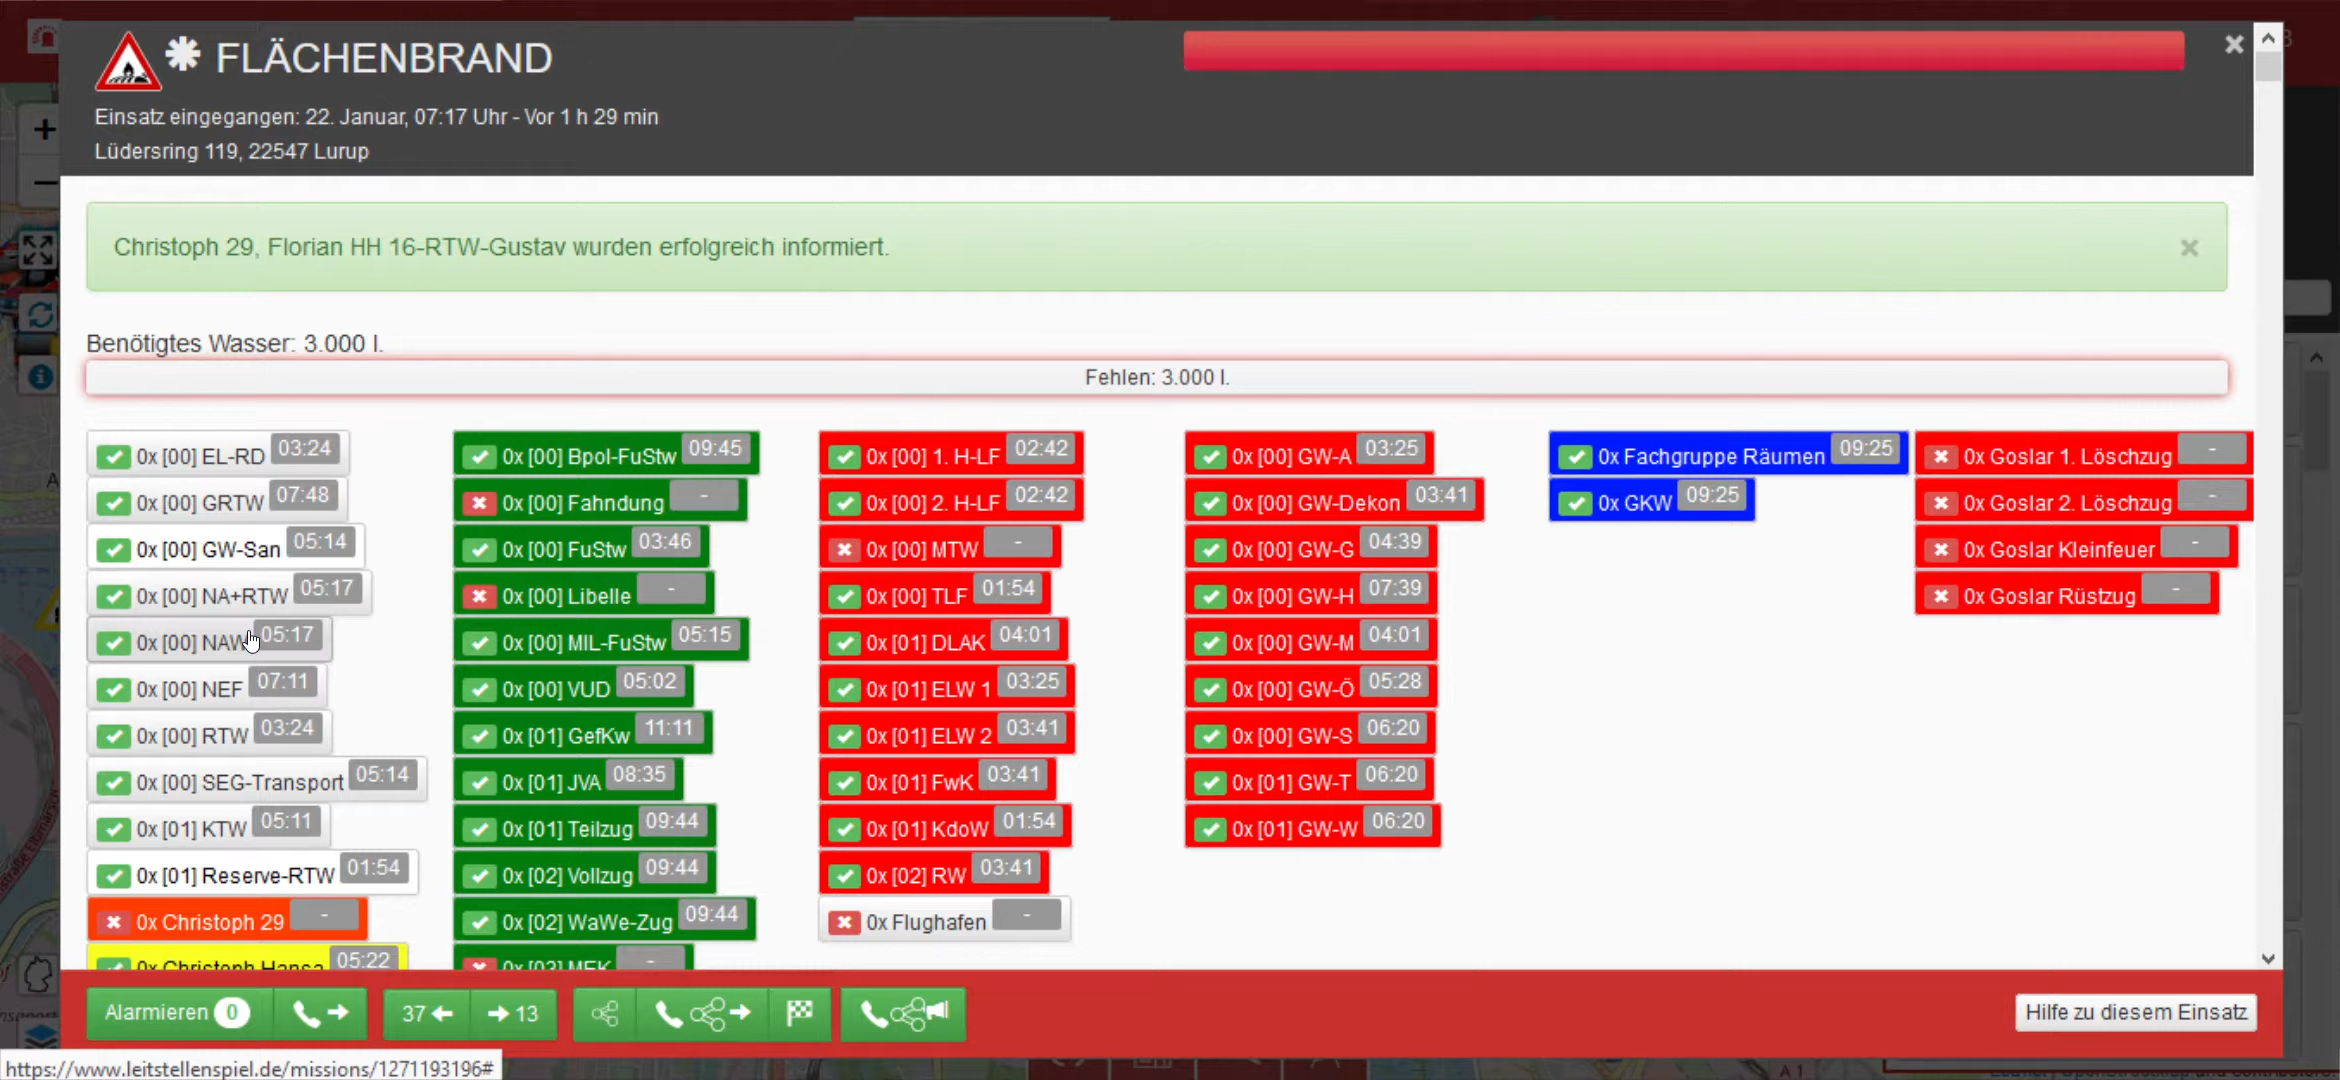 FLÄCHENBRAND
Einsatz eingegangen: 22. Januar, 07:17 Uhr - Vor 1 h 29 min
Lüdersring 119, 22547 Lurup
Christoph 29, Florian HH 16-RTW-Gustav wurden erfolgreich informiert.
Benötigtes Wasser: 3.000 l.
Fehlen: 3.000 l.
0x [00] EL-RD 03:24
0x [00] GRTW 07:48
0x [00] GW-San 05:14
0x [00] NA+RTW 05:17
0x [00] NAW 05:17
0x [00] NEF 07:11
0x [00] RTW 03:24
0x [00] SEG-Transport 05:14
0x [01] KTW 05:11
0x [01] Reserve-RTW 01:54
0x Christoph 29 -
0x Christoph Hansa 05:22
0x [00] Bpol-FuStw 09:45
0x [00] Fahndung -
0x [00] FuStw 03:46
0x [00] Libelle -
0x [00] MIL-FuStw 05:15
0x [00] VUD 05:02
0x [01] GefKw 11:11
0x [01] JVA 08:35
0x [01] Teilzug 09:44
0x [02] Vollzug 09:44
0x [02] WaWe-Zug 09:44
0x [03] MEK -
0x [00] 1. H-LF 02:42
0x [00] 2. H-LF 02:42
0x [00] MTW -
0x [00] TLF 01:54
0x [01] DLAK 04:01
0x [01] ELW 1 03:25
0x [01] ELW 2 03:41
0x [01] FwK 03:41
0x [01] KdoW 01:54
0x [02] RW 03:41
0x Flughafen -
0x [00] GW-A 03:25
0x [00] GW-Dekon 03:41
0x [00] GW-G 04:39
0x [00] GW-H 07:39
0x [00] GW-M 04:01
0x [00] GW-Ö 05:28
0x [00] GW-S 06:20
0x [01] GW-T 06:20
0x [01] GW-W 06:20
0x Fachgruppe Räumen 09:25
0x GKW 09:25
0x Goslar 1. Löschzug -
0x Goslar 2. Löschzug -
0x Goslar Kleinfeuer -
0x Goslar Rüstzug -
Alarmieren 0
37
13
Hilfe zu diesem Einsatz
https://www.leitstellenspiel.de/missions/1271193196#
A 1